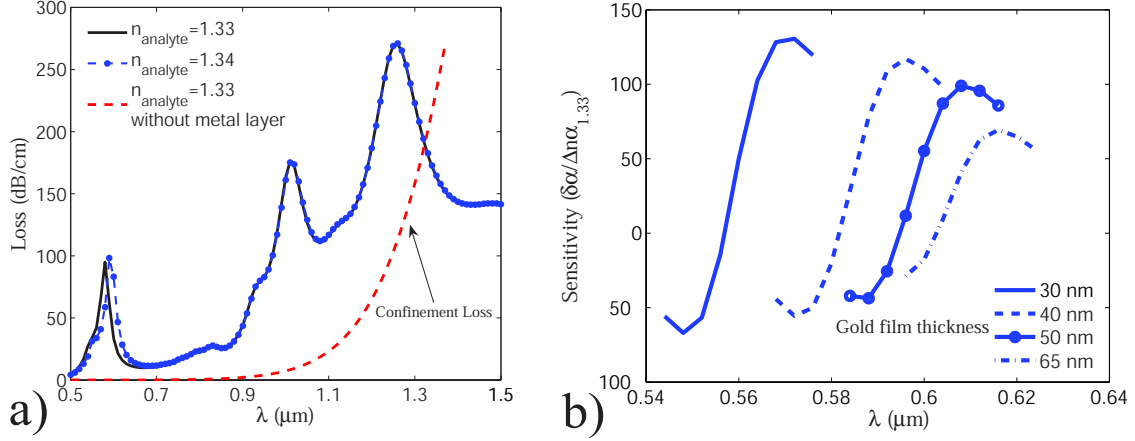 a)
Loss (dB/cm)
300
250
200
150
100
50
0
0.5
0.7
0.9
1.1
1.3
1.5
λ (μm)
n_analyte=1.33
n_analyte=1.34
n_analyte=1.33
without metal layer
Confinement Loss
b)
Sensitivity (δα/Δnα_1.33)
150
100
50
0
50
100
0.54
0.56
0.58
0.6
0.62
0.64
λ (μm)
Gold film thickness
30 nm
40 nm
50 nm
65 nm